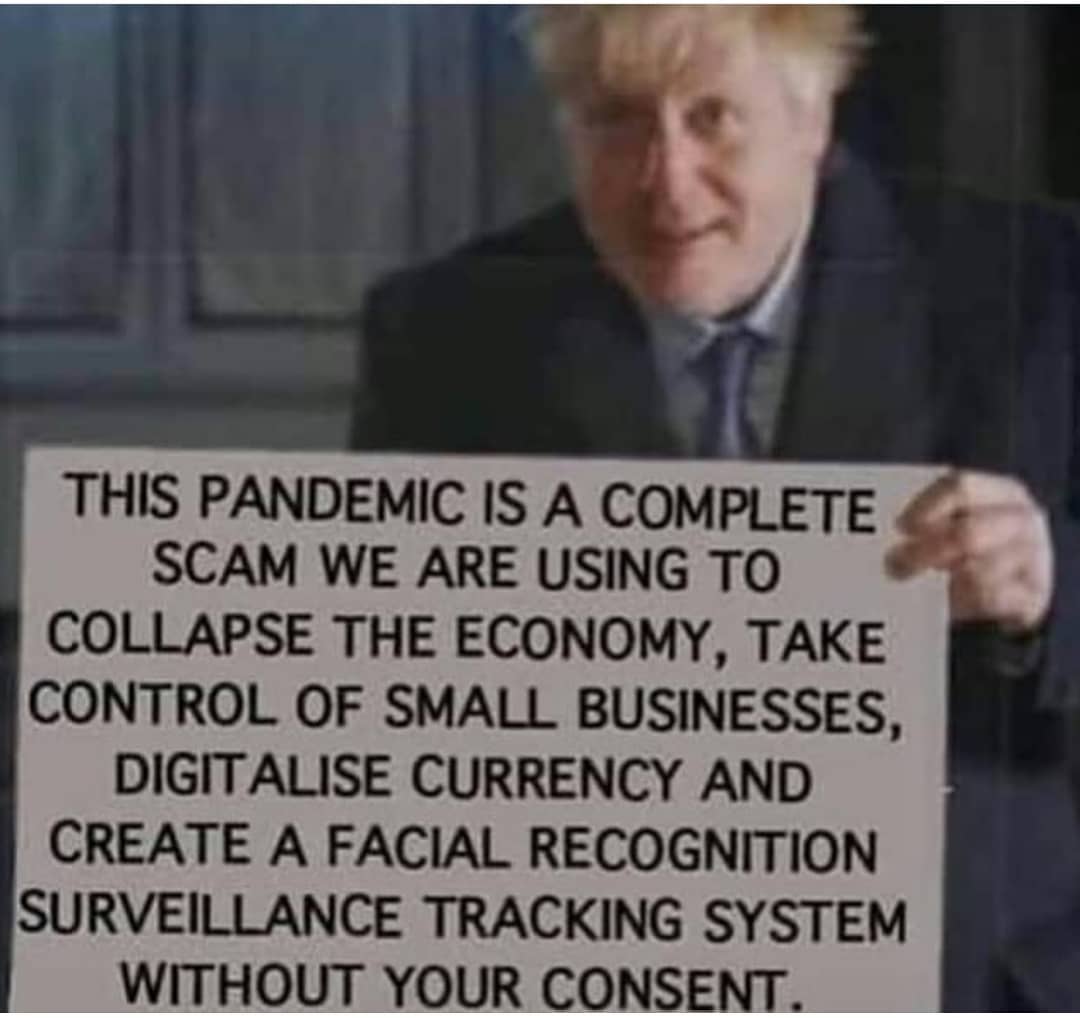 THIS PANDEMIC IS A COMPLETE
SCAM WE ARE USING TO
COLLAPSE THE ECONOMY, TAKE
CONTROL OF SMALL BUSINESSES,
DIGITALISE CURRENCY AND
CREATE A FACIAL RECOGNITION
SURVEILLANCE TRACKING SYSTEM
WITHOUT YOUR CONSENT.